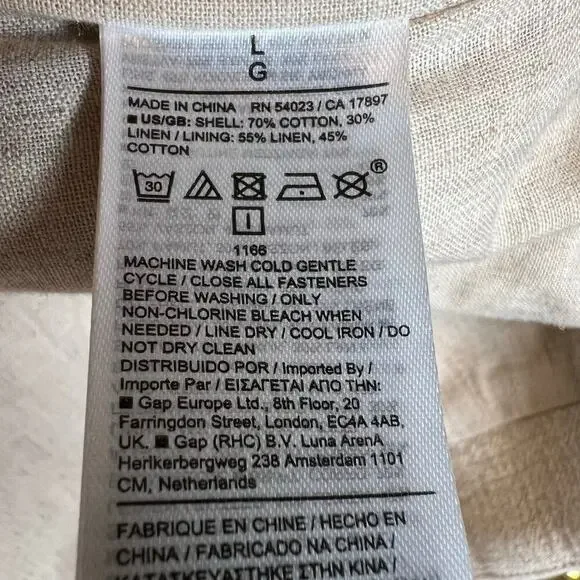 L
G
MADE IN CHINA RN 54023 / CA 17897
■ US/GB: SHELL: 70% COTTON, 30%
LINEN / LINING: 55% LINEN, 45%
COTTON
30
®
I
1166
MACHINE WASH COLD GENTLE
CYCLE / CLOSE ALL FASTENERS
BEFORE WASHING / ONLY
NON-CHLORINE BLEACH WHEN
NEEDED / LINE DRY / COOL IRON / DO
NOT DRY CLEAN
DISTRIBUIDO POR / Imported By /
Importe Par / ΕΙΣΑΓΕΤΑΙ ΑΠΟ ΤΗΝ:
■ Gap Europe Ltd., 8th Floor, 20
Farringdon Street, London, EC4A 4AB,
UK. ■ Gap (RHC) B.V. Luna ArenA
Herikerbergweg 238 Amsterdam 1101
CM, Netherlands
FABRIQUE EN CHINE / HECHO EN
CHINA / FABRICADO NA CHINA /
ΚΑΤΑΣΚΕΥΑΣΤΗΚΕ ΣΤΗΝ ΚΙΝΑ /